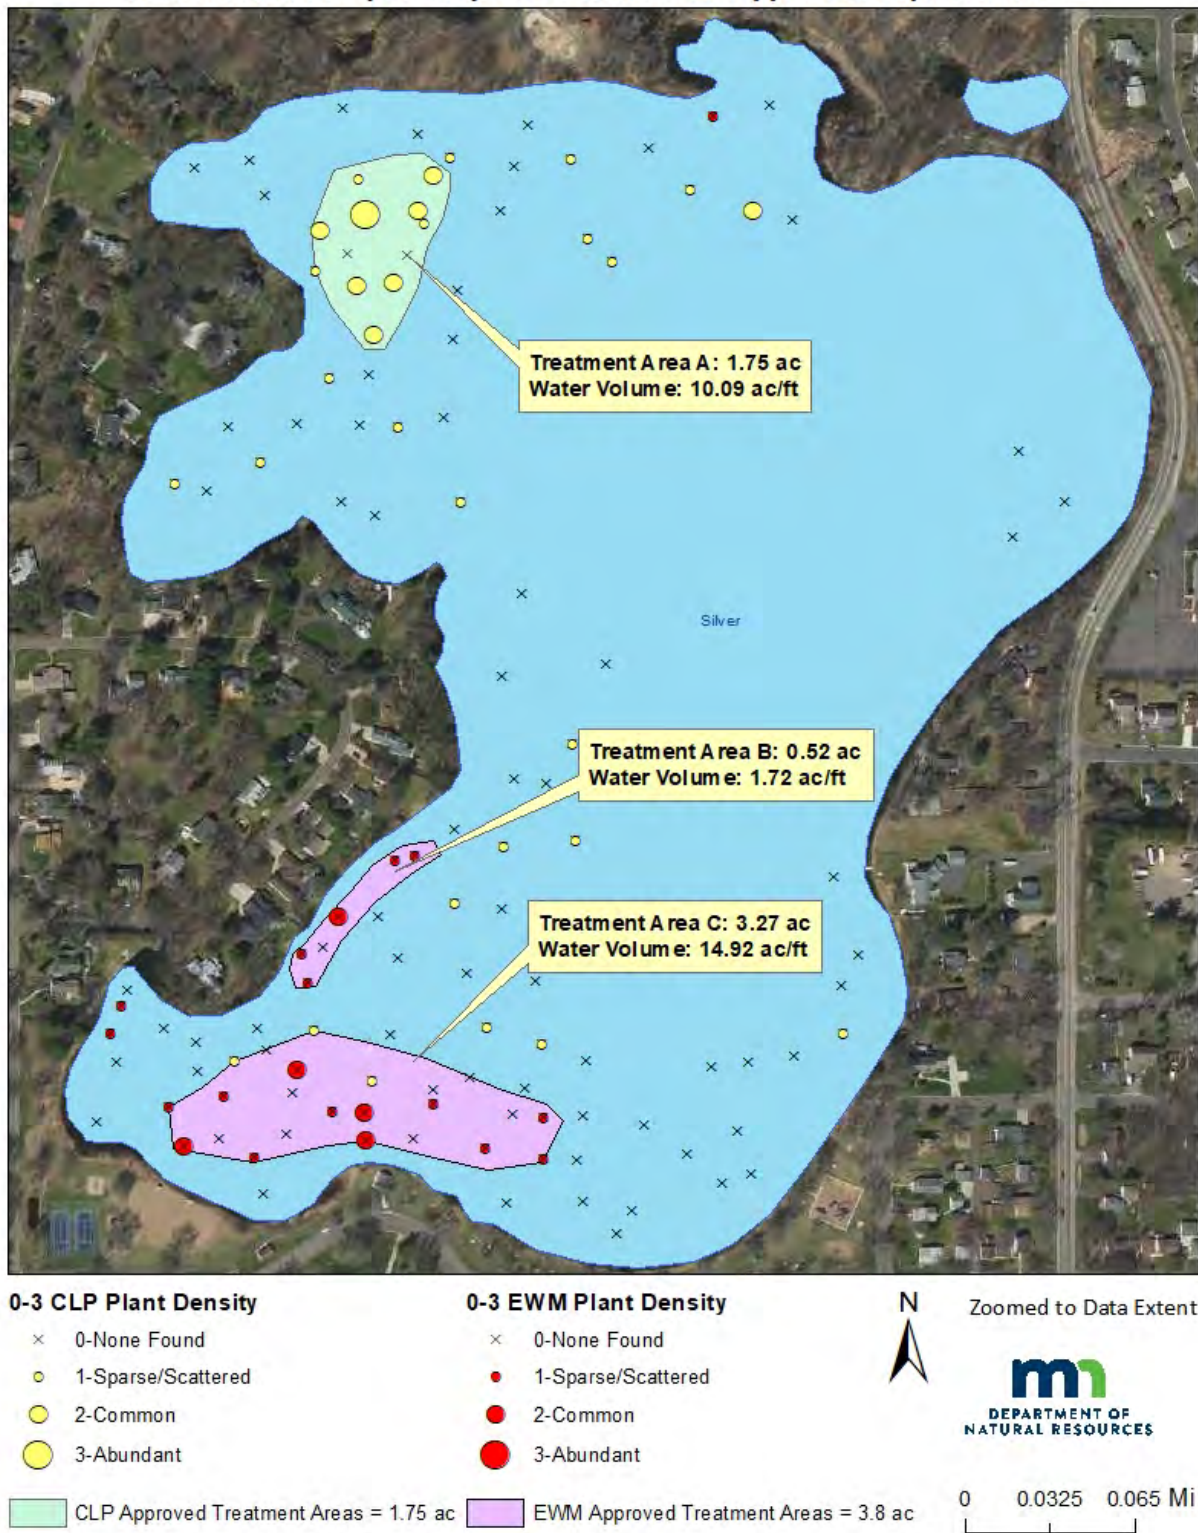 Treatment Area A: 1.75 ac
Water Volume: 10.09 ac/ft
Silver
Treatment Area B: 0.52 ac
Water Volume: 1.72 ac/ft
Treatment Area C: 3.27 ac
Water Volume: 14.92 ac/ft
0-3 CLP Plant Density
0-None Found
1-Sparse/Scattered
2-Common
3-Abundant
CLP Approved Treatment Areas = 1.75 ac
0-3 EWM Plant Density
0-None Found
1-Sparse/Scattered
2-Common
3-Abundant
EWM Approved Treatment Areas = 3.8 ac
N
Zoomed to Data Extent
mn
DEPARTMENT OF
NATURAL RESOURCES
0 0.0325 0.065 Mi